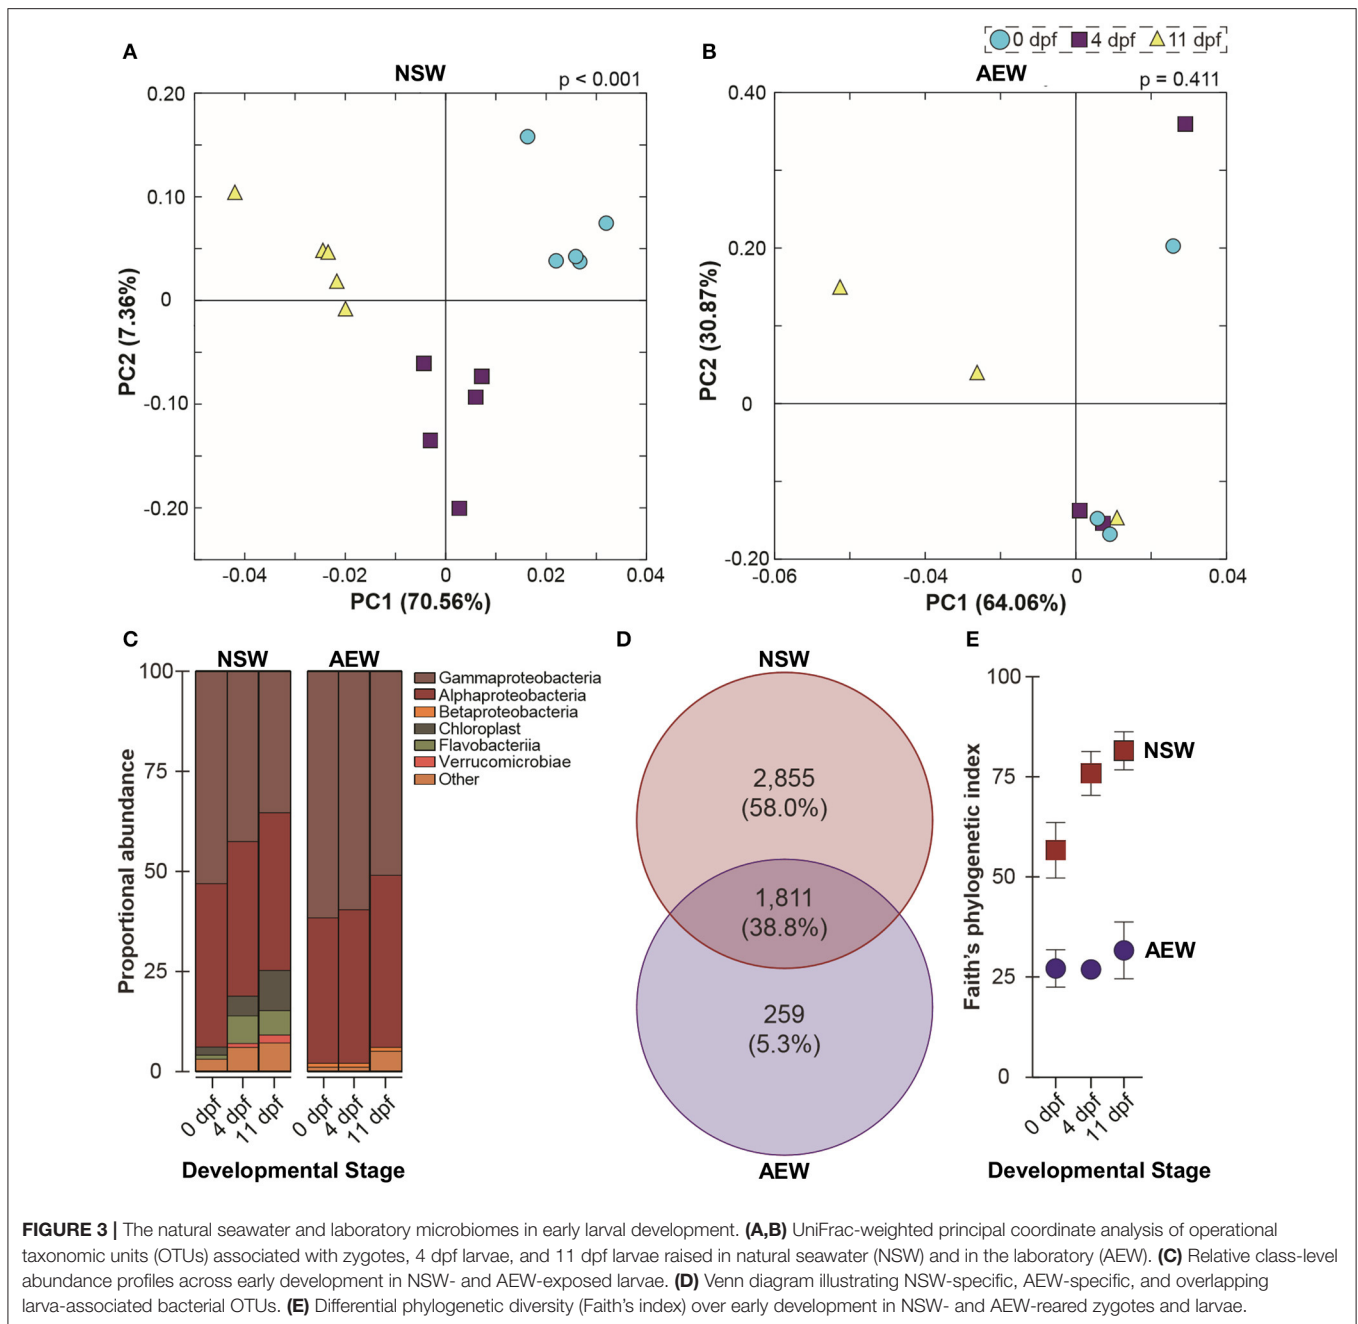 0 dpf 4 dpf 11 dpf
A
NSW
p < 0.001
0.20
0.10
0
-0.10
-0.20
PC2 (7.36%)
-0.04 -0.02 0 0.02 0.04
PC1 (70.56%)
B
AEW
p = 0.411
0.40
0.20
0
-0.20
PC2 (30.87%)
-0.06 -0.04 0 0.04
PC1 (64.06%)
C
NSW AEW
100
75
50
25
0
Proportional abundance
0 dpf 4 dpf 11 dpf 0 dpf 4 dpf 11 dpf
Developmental Stage
Gammaproteobacteria
Alphaproteobacteria
Betaproteobacteria
Chloroplast
Flavobacteriia
Verrucomicrobiae
Other
D
NSW
2,855
(58.0%)
1,811
(38.8%)
259
(5.3%)
AEW
E
100
75
50
25
0
Faith's phylogenetic index
NSW
AEW
0 dpf 4 dpf 11 dpf
Developmental Stage
FIGURE 3 | The natural seawater and laboratory microbiomes in early larval development. (A,B) UniFrac-weighted principal coordinate analysis of operational
taxonomic units (OTUs) associated with zygotes, 4 dpf larvae, and 11 dpf larvae raised in natural seawater (NSW) and in the laboratory (AEW). (C) Relative class-level
abundance profiles across early development in NSW- and AEW-exposed larvae. (D) Venn diagram illustrating NSW-specific, AEW-specific, and overlapping
larva-associated bacterial OTUs. (E) Differential phylogenetic diversity (Faith's index) over early development in NSW- and AEW-reared zygotes and larvae.